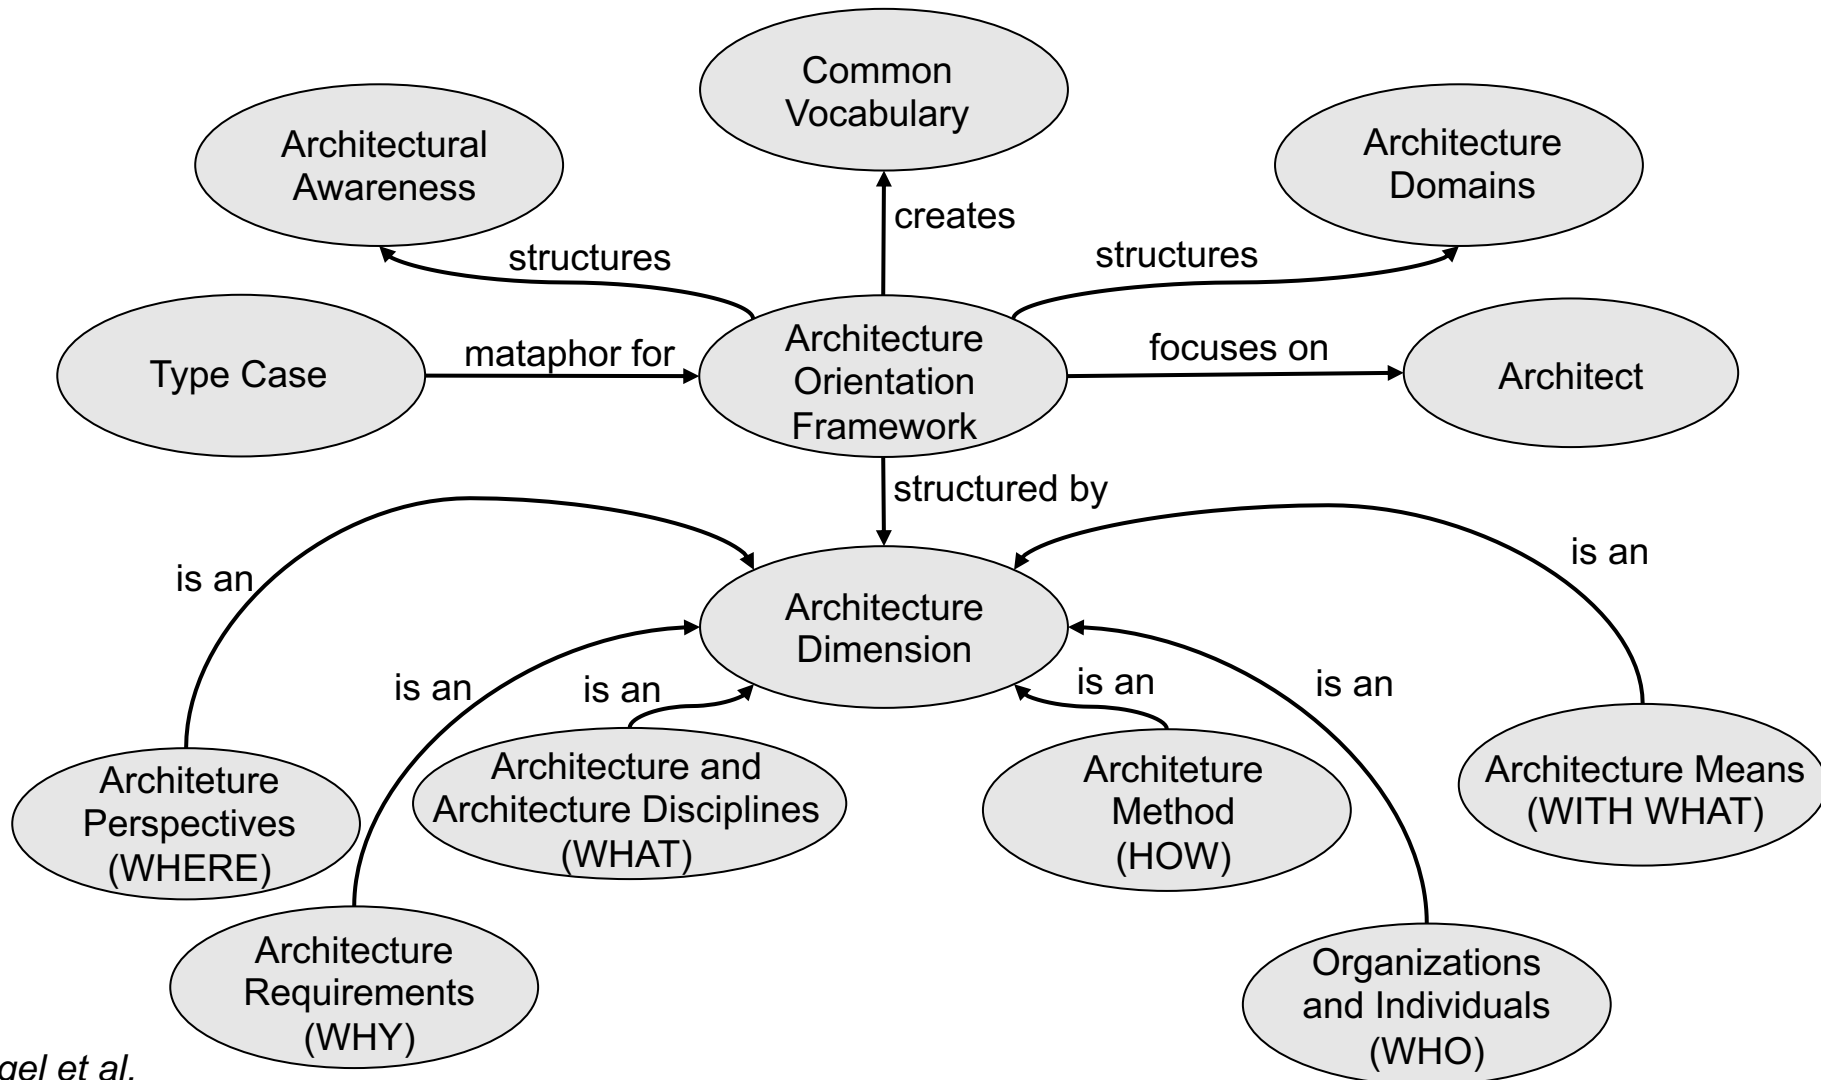 Common
Vocabulary
Architectural
Awareness
Architecture
Domains
creates
structures
structures
Type Case
mataphor for
Architecture
Orientation
Framework
focuses on
Architect
structured by
is an
is an
Architecture
Dimension
is an
is an
is an
is an
Architeture
Perspectives
(WHERE)
Architecture and
Architecture Disciplines
(WHAT)
Architeture
Method
(HOW)
Architecture Means
(WITH WHAT)
Architecture
Requirements
(WHY)
Organizations
and Individuals
(WHO)
et al.